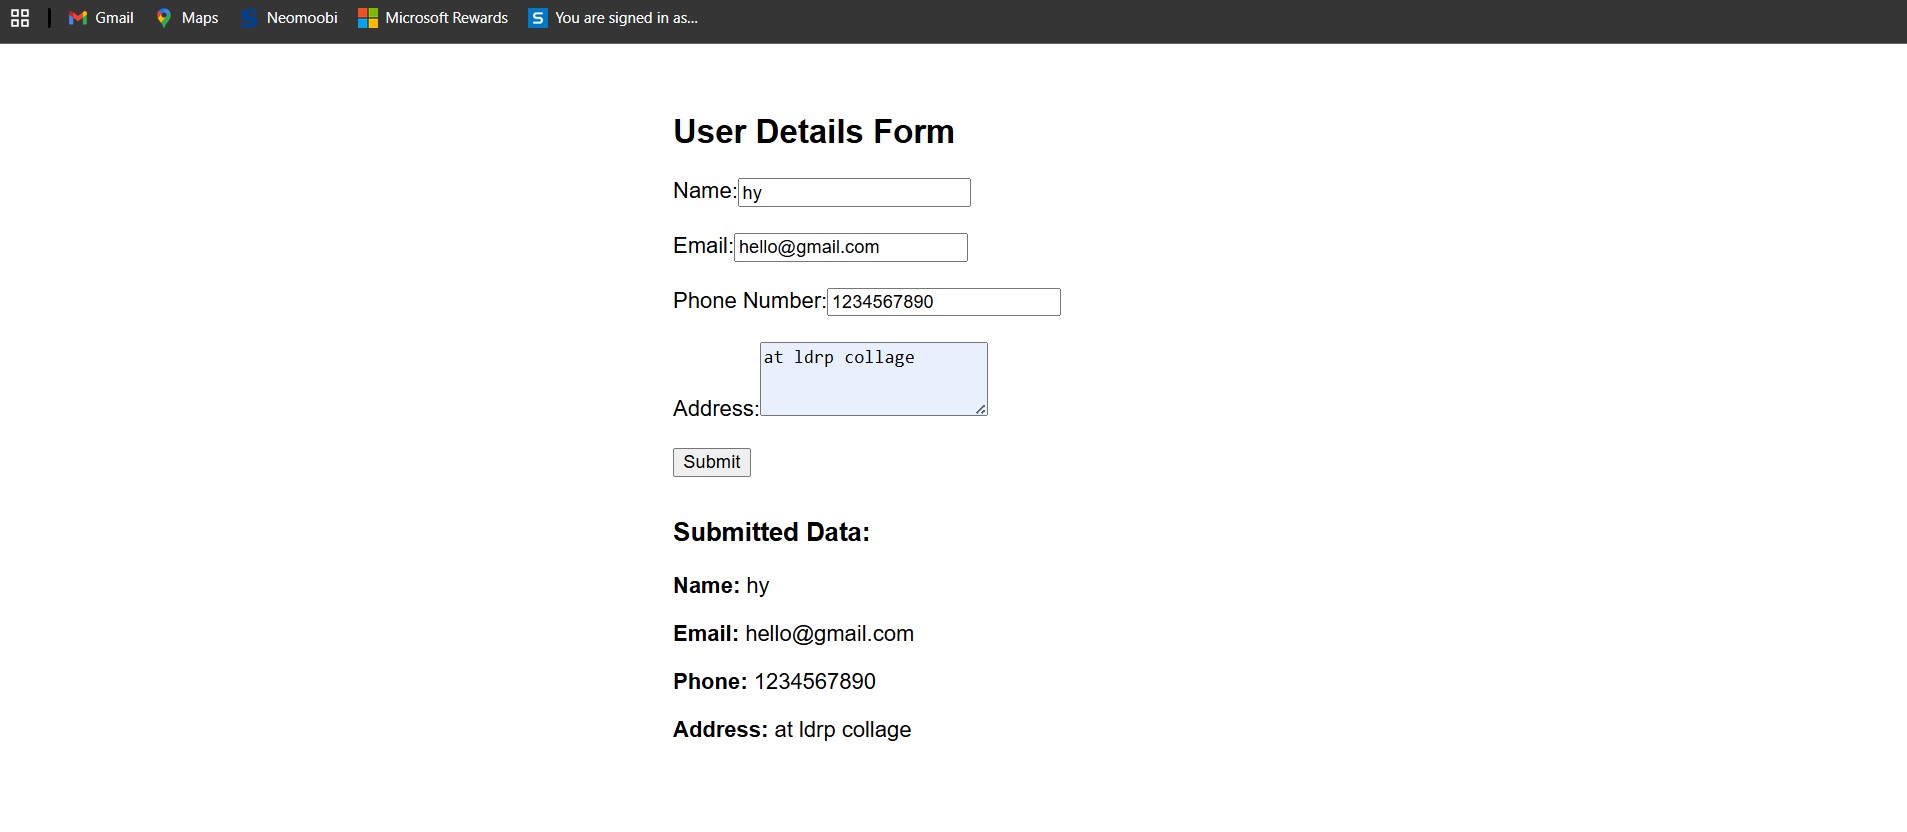 Gmail Maps Neomoobi Microsoft Rewards S You are signed in as...
User Details Form
Name: hy
Email: hello@gmail.com
Phone Number: 1234567890
at ldrp collage
Address:
Submit
Submitted Data:
Name: hy
Email: hello@gmail.com
Phone: 1234567890
Address: at ldrp collage